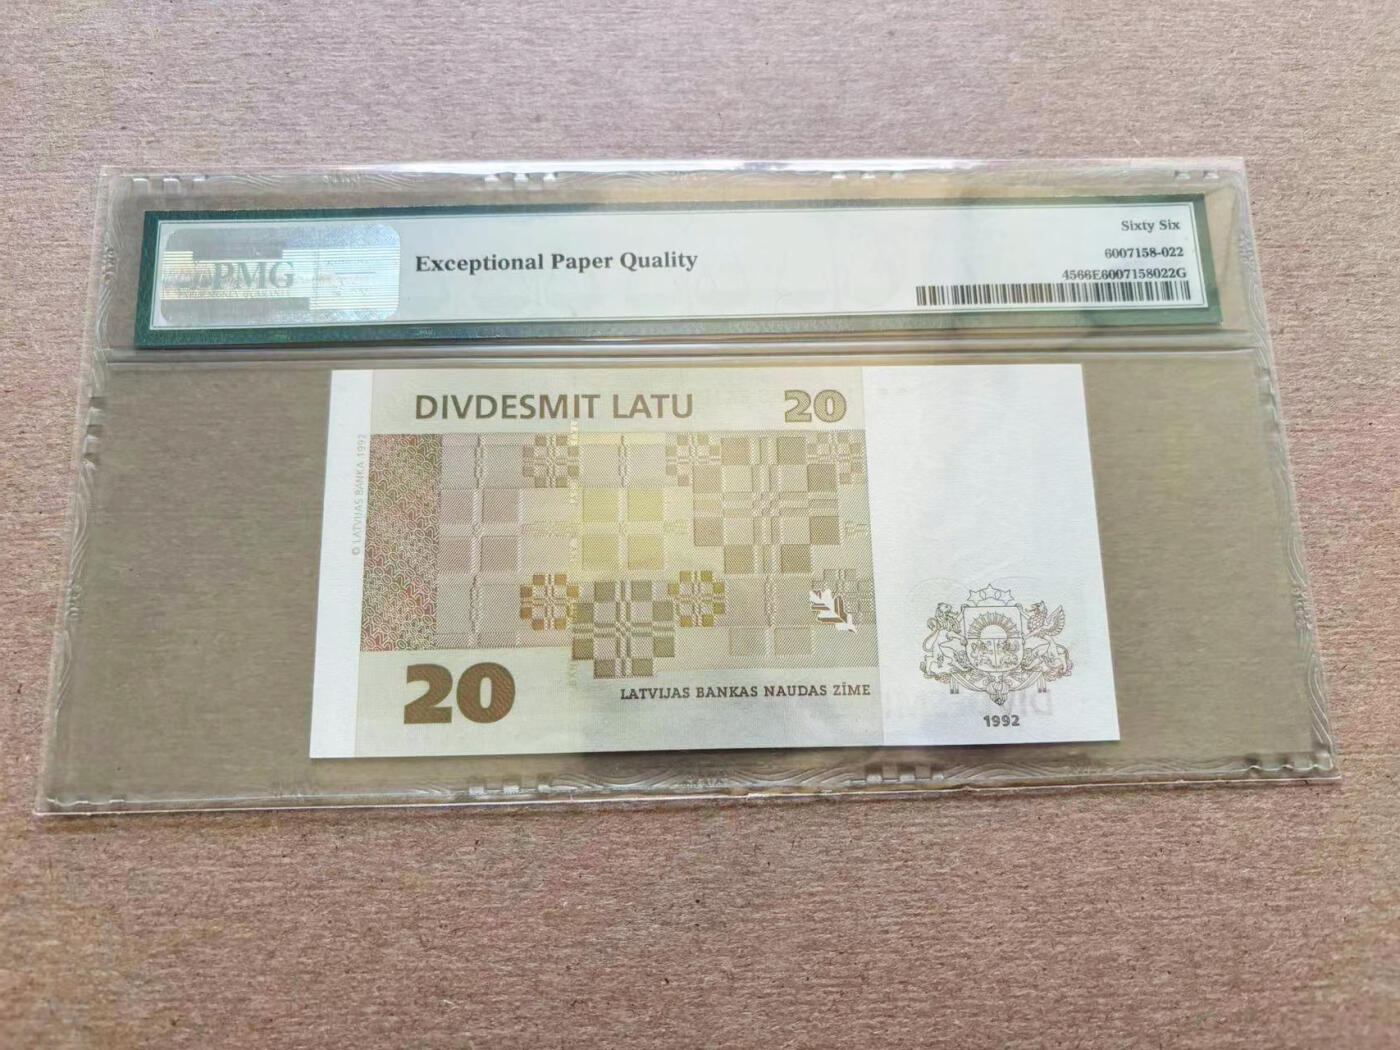 PMG
Exceptional Paper Quality
Sixty Six
6007158-022
4566E6007158022G
DIVDESMIT LATU
20
© LATVIJAS BANKA 1992
20
LATVIJAS BANKAS NAUDAS ZĪME
1992